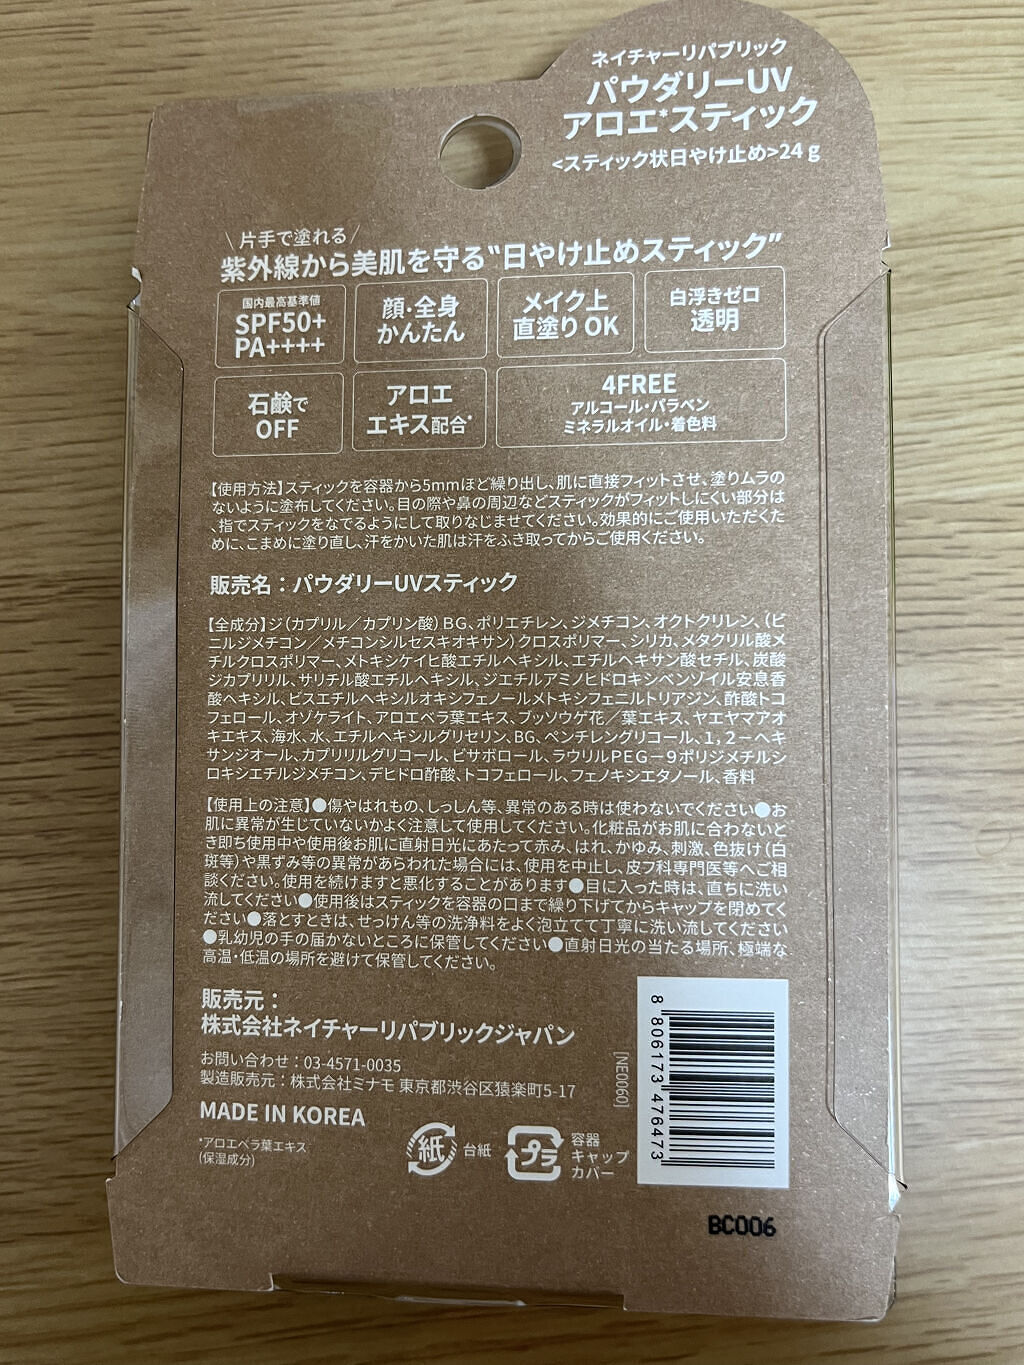 ネイチャーリパブリック
パウダリーUV
アロエ*スティック
<スティック状日やけ止め>24g
\片手で塗れる/
紫外線から美肌を守る"日やけ止めスティック"
国内最高基準値
SPF50+
PA++++
顔・全身
かんたん
メイク上
直塗りOK
白浮きゼロ
透明
石鹸で
OFF
アロエ
エキス配合*
4FREE
アルコール・パラベン
ミネラルオイル・着色料
【使用方法】スティックを容器から5mmほど繰り出し、肌に直接フィットさせ、塗りムラの
ないように塗布してください。目の際や鼻の周辺などスティックがフィットしにくい部分は
、指でスティックをなでるようにして取りなじませてください。効果的にご使用いただくた
めに、こまめに塗り直し、汗をかいた肌は汗をふき取ってからご使用ください。
販売名：パウダリーUVスティック
【全成分】ジ(カプリル／カプリン酸)BG、ポリエチレン、ジメチコン、オクトクリレン、(ビ
ニルジメチコン／メチコンシルセスキオキサン)クロスポリマー、シリカ、メタクリル酸メ
チルクロスポリマー、メトキシケイヒ酸エチルヘキシル、エチルヘキサン酸セチル、炭酸
ジカプリリル、サリチル酸エチルヘキシル、ジエチルアミノヒドロキシベンゾイル安息香
酸ヘキシル、ビスエチルヘキシルオキシフェノールメトキシフェニルトリアジン、酢酸トコ
フェロール、オゾケライト、アロエベラ葉エキス、ブッソウゲ花／葉エキス、ヤエヤマアオ
キエキス、海水、水、エチルヘキシルグリセリン、BG、ペンチレングリコール、1,2－ヘキ
サンジオール、カプリリルグリコール、ビサボロール、ラウリルPEG－9ポリジメチルシ
ロキシエチルジメチコン、デヒドロ酢酸、トコフェロール、フェノキシエタノール、香料
【使用上の注意】●傷やはれもの、しっしん等、異常のある時は使わないでください●お
肌に異常が生じていないかよく注意して使用してください。化粧品がお肌に合わないと
き即ち使用中や使用後お肌に直射日光にあたって赤み、はれ、かゆみ、刺激、色抜け(白
斑等)や黒ずみ等の異常があらわれた場合には、使用を中止し、皮フ科専門医等へご相
談ください。使用を続けますと悪化することがあります●目に入った時は、直ちに洗い
流してください●使用後はスティックを容器の口まで繰り下げてからキャップを閉めてく
ださい●落とすときは、せっけん等の洗浄料をよく泡立てて丁寧に洗い流してください
●乳幼児の手の届かないところに保管してください●直射日光の当たる場所、極端な
高温・低温の場所を避けて保管してください。
販売元：
株式会社ネイチャーリパブリックジャパン
お問い合わせ：03-4571-0035
製造販売元：株式会社ミナモ 東京都渋谷区猿楽町5-17
MADE IN KOREA
*アロエベラ葉エキス
(保湿成分)
紙 台紙
プラ
容器
キャップ
カバー
[NE0060]
8 806173 476473
BC006